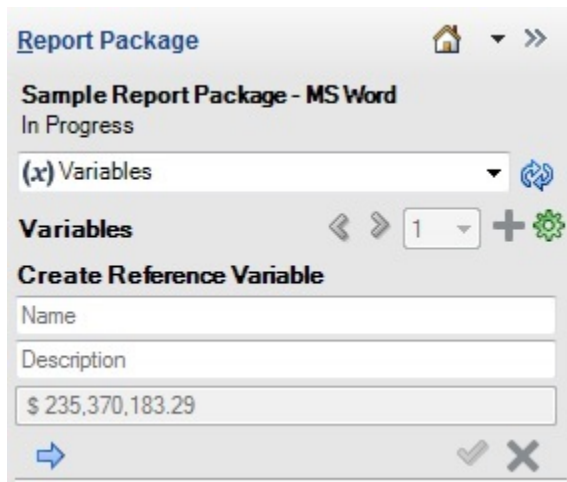 Report Package
Sample Report Package - MS Word
In Progress
(x) Variables
Variables
1
Create Reference Variable
Name
Description
$ 235,370,183.29